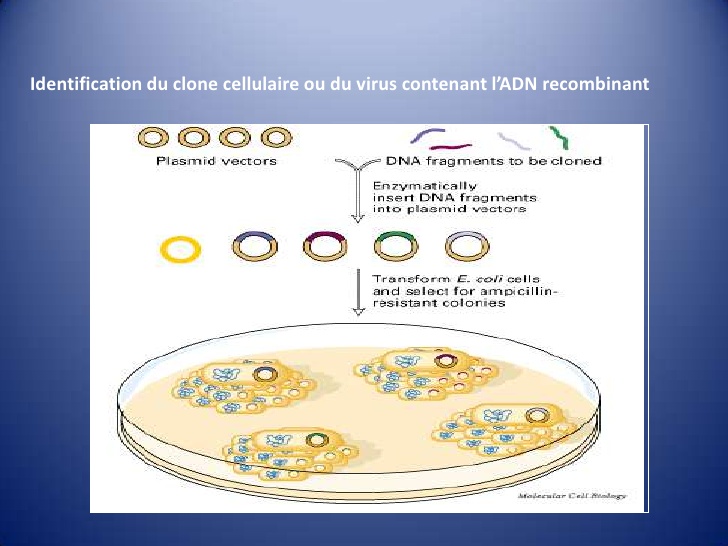 Identification du clone cellulaire ou du virus contenant l’ADN recombinant
Plasmid vectors
DNA fragments to be cloned
Enzymatically
insert DNA fragments
into plasmid vectors
Transform E. coli cells
and select for ampicillin-
resistant colonies
Molecular Cell Biology